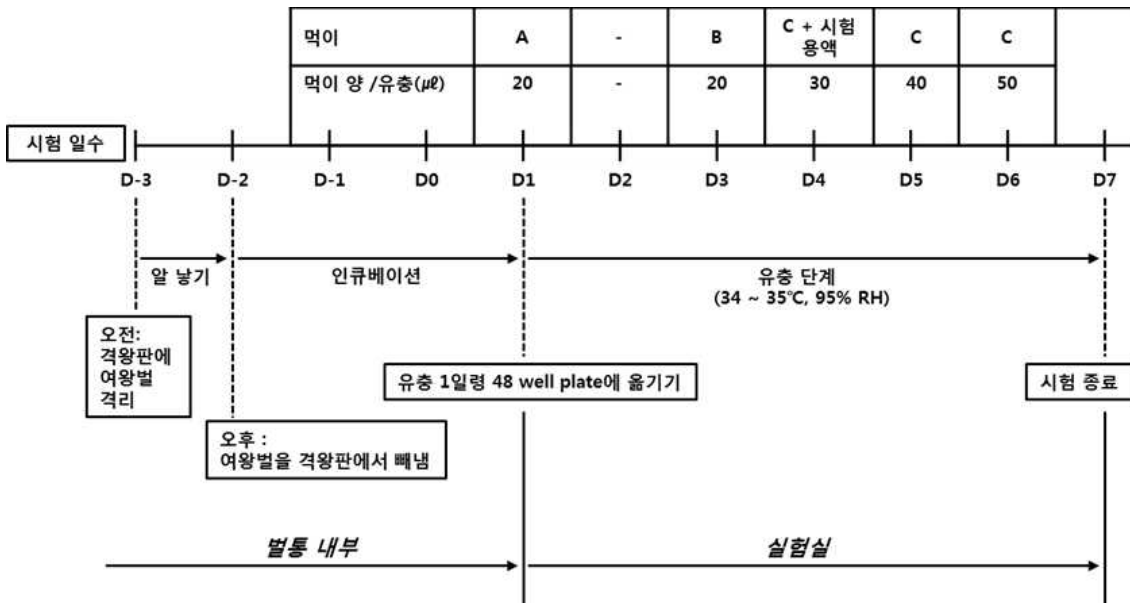 먹이 A - B C + 시험 용액 C C
먹이 양 /유충(㎕) 20 - 20 30 40 50
시험 일수
D-3 D-2 D-1 D0 D1 D2 D3 D4 D5 D6 D7
알 낳기
인큐베이션
유충 단계
(34 ~ 35℃, 95% RH)
오전:
격왕판에
여왕벌
격리
유충 1일령 48 well plate에 옮기기
시험 종료
오후 :
여왕벌을 격왕판에서 빼냄
벌통 내부
실험실